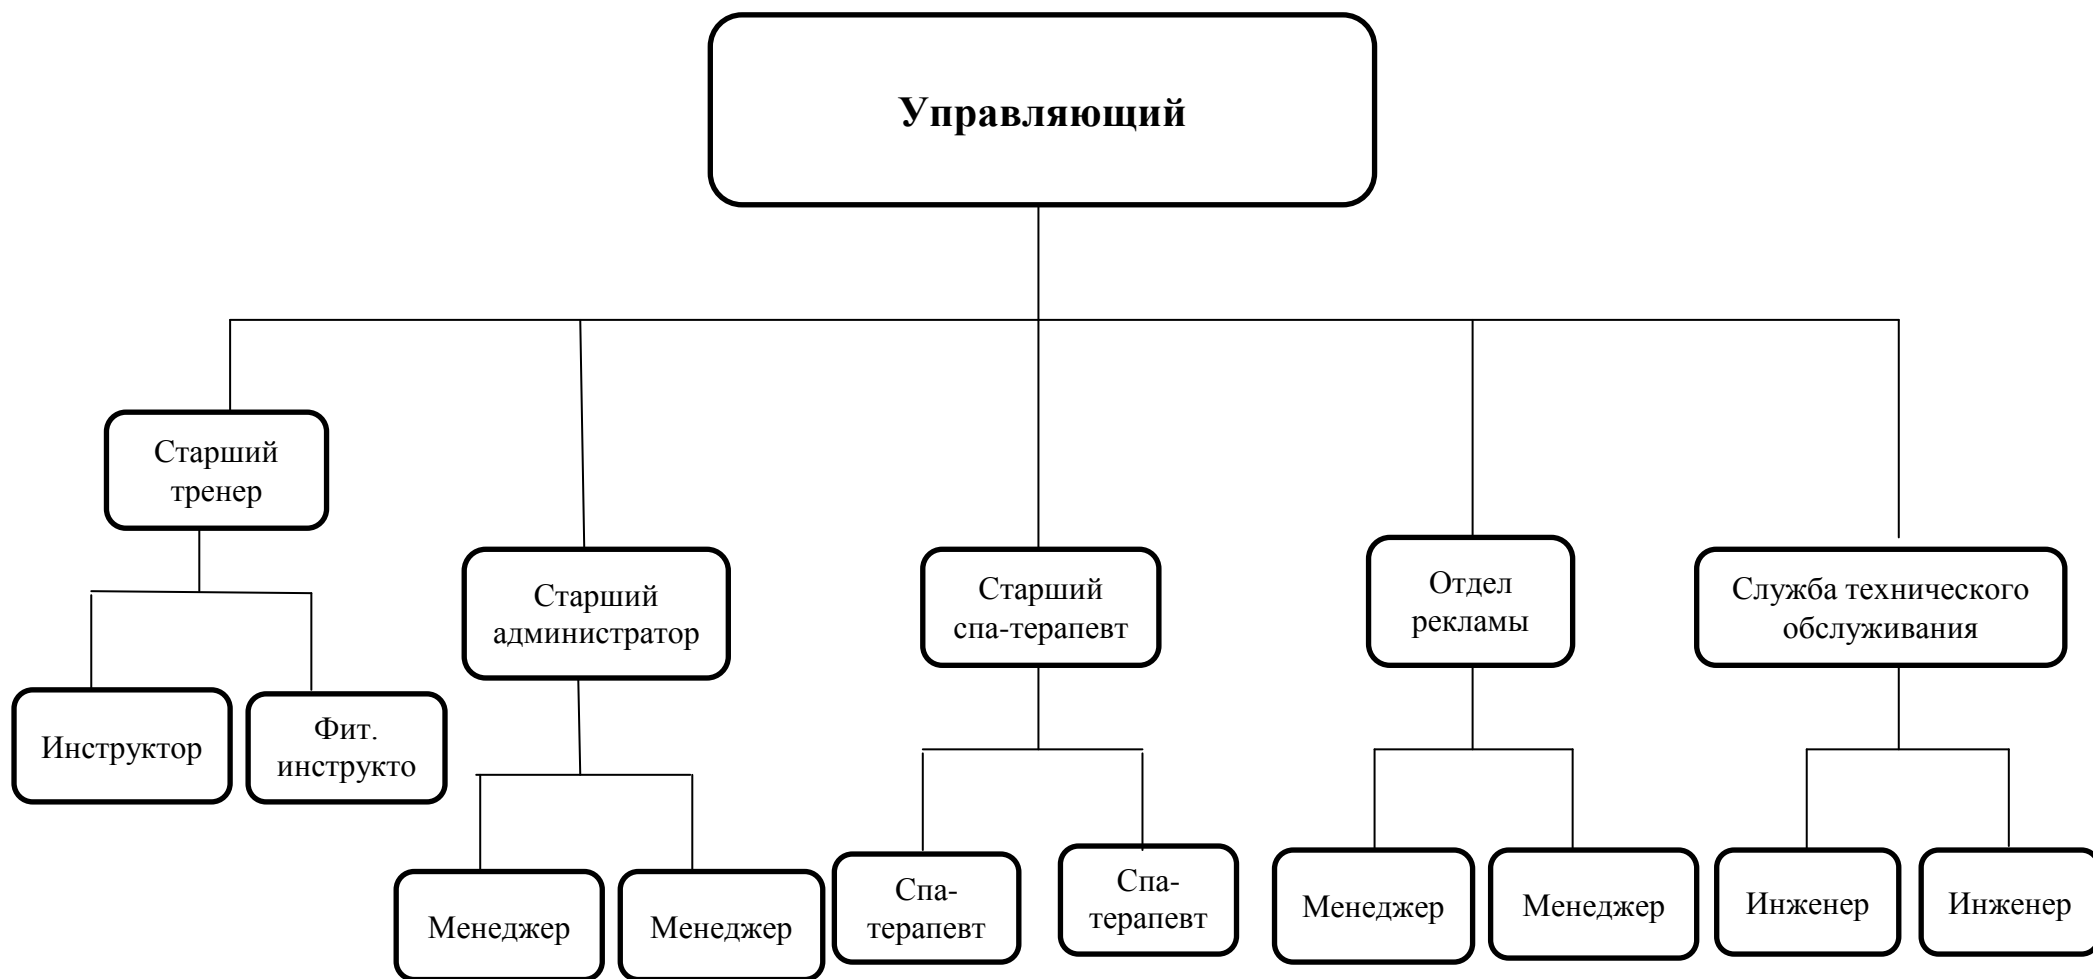 Управляющий
Старший
тренер
Старший
администратор
Старший
спа-терапевт
Отдел
рекламы
Служба технического
обслуживания
Инструктор
Фит.
инструкто
Менеджер
Менеджер
Спа-
терапевт
Спа-
терапевт
Менеджер
Менеджер
Инженер
Инженер